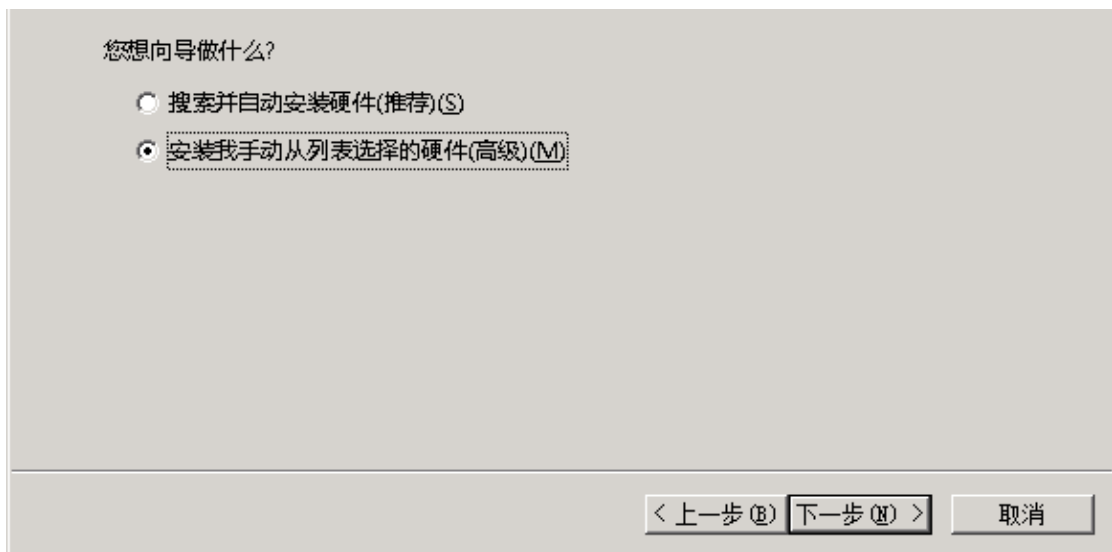 您想向导做什么?
搜索并自动安装硬件(推荐)(S)
安装我手动从列表选择的硬件(高级)(M)
< 上一步(B) 下一步(N) > 取消